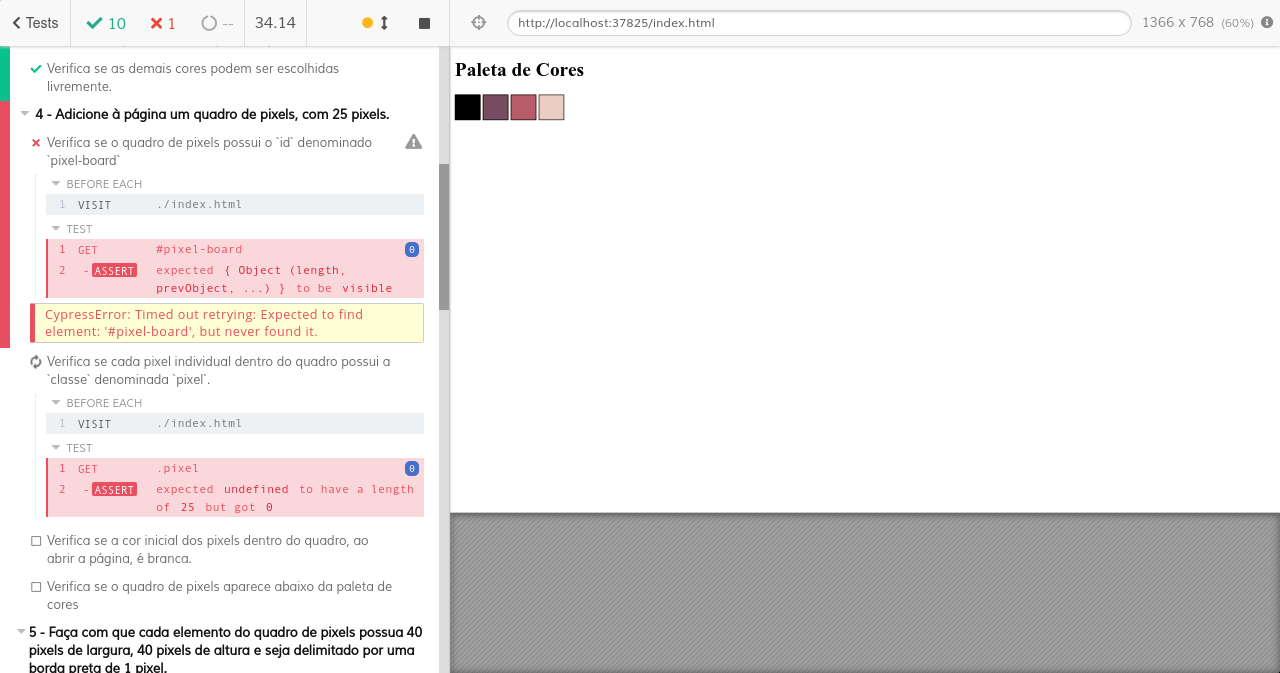 Tests
10
1
--
34.14
http://localhost:37825/index.html
1366 x 768 (60%)
Verifica se as demais cores podem ser escolhidas
livremente.
4 - Adicione à página um quadro de pixels, com 25 pixels.
Verifica se o quadro de pixels possui o `id` denominado
`pixel-board`
BEFORE EACH
1 VISIT ./index.html
TEST
1 GET #pixel-board 0
2 - ASSERT expected { Object (length,
prevObject, ...) } to be visible
CypressError: Timed out retrying: Expected to find
element: '#pixel-board', but never found it.
Verifica se cada pixel individual dentro do quadro possui a
`classe` denominada `pixel`.
BEFORE EACH
1 VISIT ./index.html
TEST
1 GET .pixel 0
2 - ASSERT expected undefined to have a length
of 25 but got 0
Verifica se a cor inicial dos pixels dentro do quadro, ao
abrir a página, é branca.
Verifica se o quadro de pixels aparece abaixo da paleta de
cores
5 - Faça com que cada elemento do quadro de pixels possua 40
pixels de largura, 40 pixels de altura e seja delimitado por uma
borda preta de 1 pixel.
Paleta de Cores